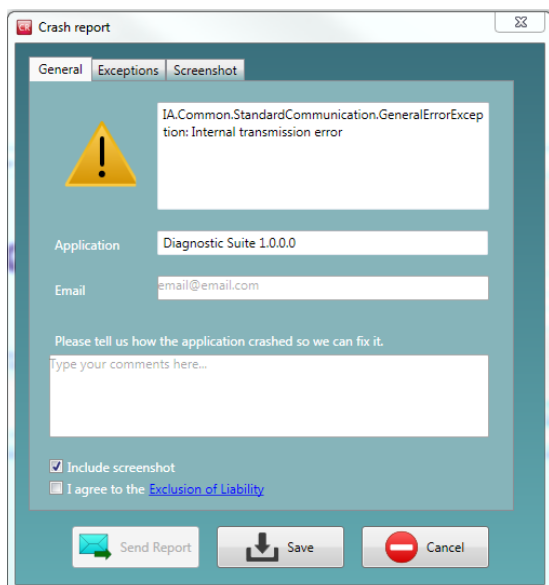 CR Crash report
General Exceptions Screenshot
IA.Common.StandardCommunication.GeneralErrorExcep
tion: Internal transmission error
Application Diagnostic Suite 1.0.0.0
Email email@email.com
Please tell us how the application crashed so we can fix it.
Type your comments here...
Include screenshot
I agree to the Exclusion of Liability
Send Report Save Cancel